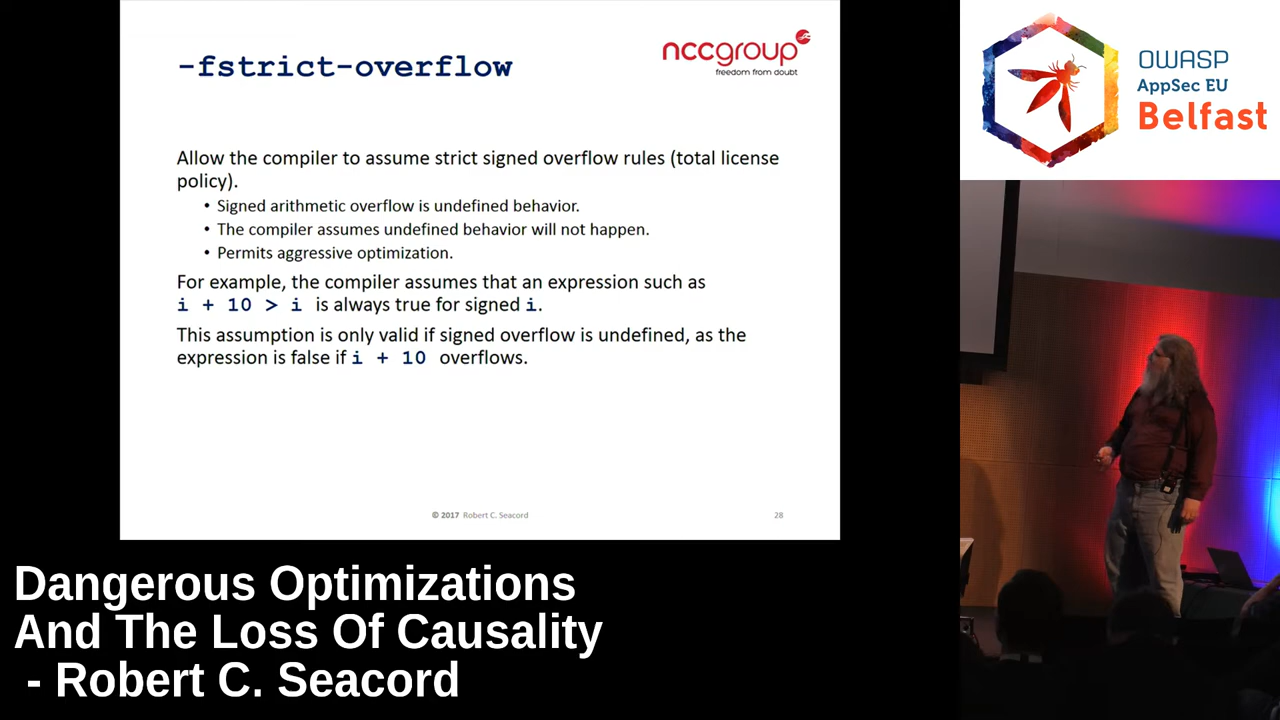 -fstrict-overflow
nccgroup
freedom from doubt
Allow the compiler to assume strict signed overflow rules (total license
policy).
• Signed arithmetic overflow is undefined behavior.
• The compiler assumes undefined behavior will not happen.
• Permits aggressive optimization.
For example, the compiler assumes that an expression such as
i + 10 > i is always true for signed i.
This assumption is only valid if signed overflow is undefined, as the
expression is false if i + 10 overflows.
© 2017 Robert C. Seacord
28
OWASP
AppSec EU
Belfast
Dangerous Optimizations
And The Loss Of Causality
- Robert C. Seacord